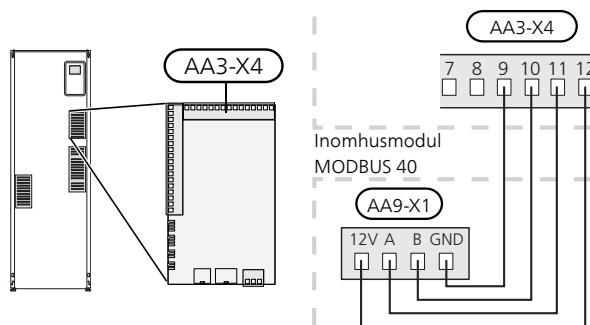 AA3-X4
AA3-X4
7 8 9 10 11 12
Inomhusmodul
MODBUS 40
AA9-X1
12V A B GND